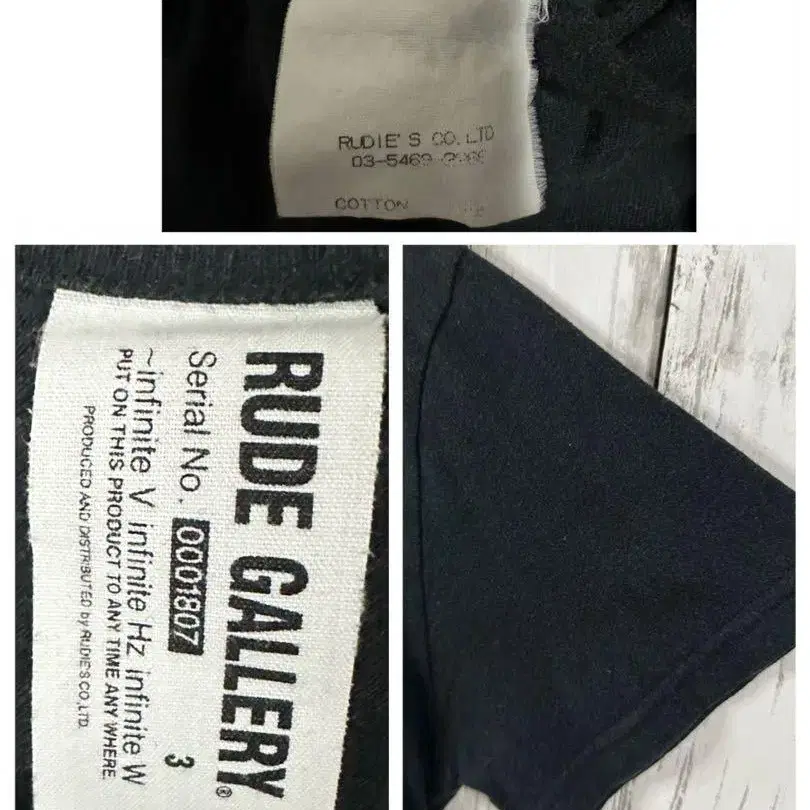 RUDIE'S CO.LTD
03-5469
COTTON
RUDE GALLERY®
Serial No. 0001807 3
~infinite V infinite Hz infinite W
PUT ON THIS PRODUCT TO ANY TIME ANY WHERE.
PRODUCED AND DISTRIBUTED by RUDIE'S CO,LTD.